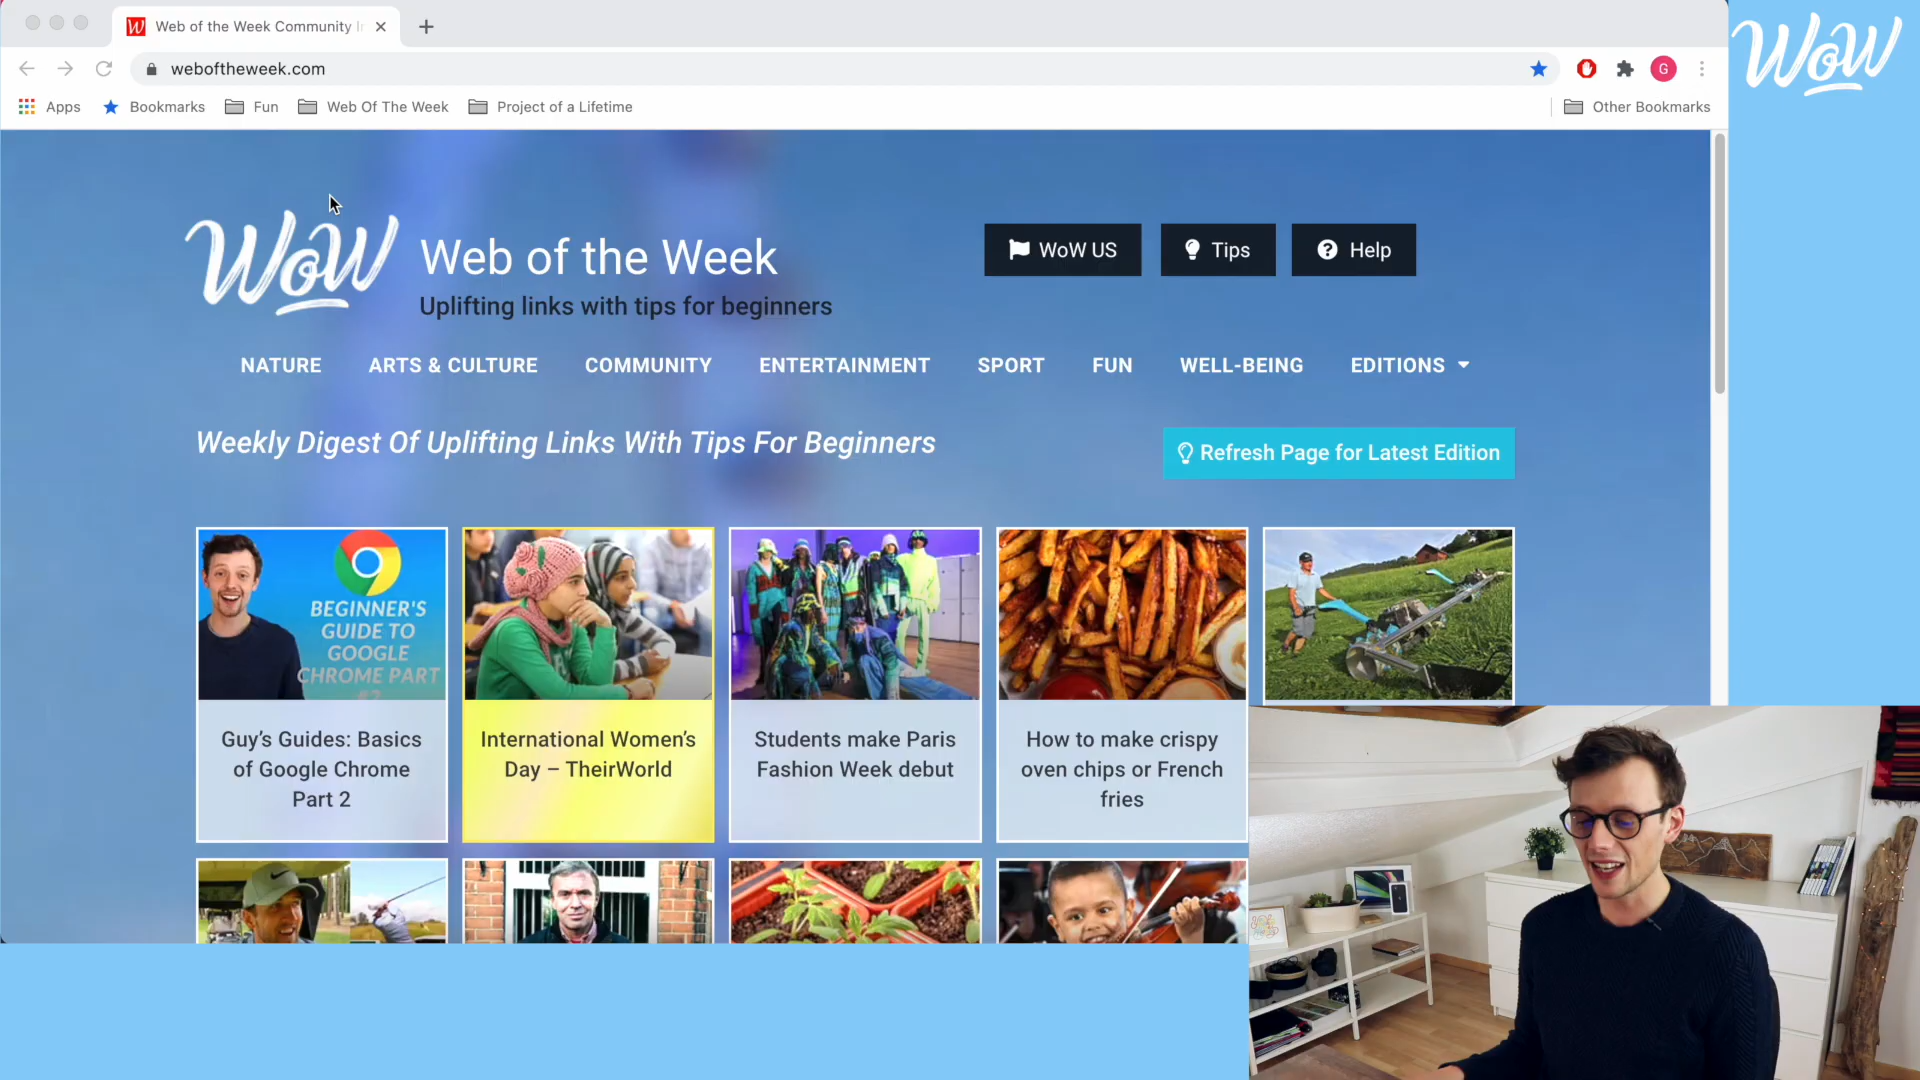 Web of the Week Community
WoW
weboftheweek.com
G
Apps
Bookmarks
Fun
Web Of The Week
Project of a Lifetime
Other Bookmarks
WoW
Web of the Week
Uplifting links with tips for beginners
WoW US
Tips
Help
NATURE
ARTS & CULTURE
COMMUNITY
ENTERTAINMENT
SPORT
FUN
WELL-BEING
EDITIONS
Weekly Digest Of Uplifting Links With Tips For Beginners
Refresh Page for Latest Edition
BEGINNER'S
GUIDE TO
GOOGLE
CHROME PART
#2
Guy's Guides: Basics
of Google Chrome
Part 2
International Women's
Day – TheirWorld
Students make Paris
Fashion Week debut
How to make crispy
oven chips or French
fries